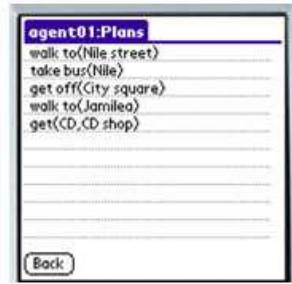 agent01:Plans
walk to(Nile street)
take bus(Nile)
get off(City square)
walk to(Jamilea)
get(CD,CD shop)
Back